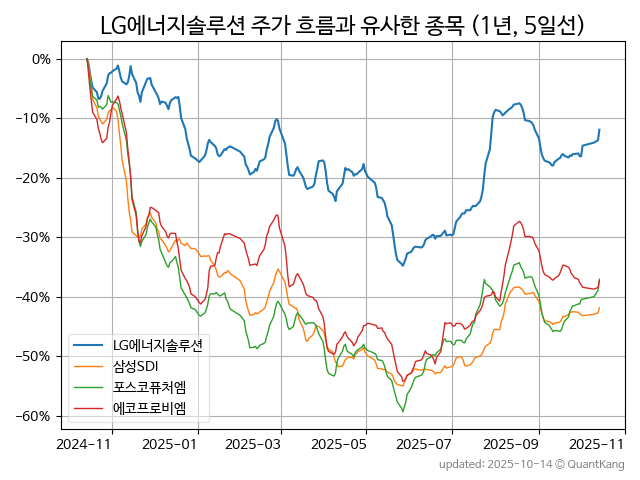 LG에너지솔루션 주가 흐름과 유사한 종목 (1년, 5일선)
0%
−10%
−20%
−30%
−40%
−50%
−60%
LG에너지솔루션
삼성SDI
포스코퓨처엠
에코프로비엠
2024-11 2025-01 2025-03 2025-05 2025-07 2025-09 2025-11
updated: 2025-10-14 © QuantKang